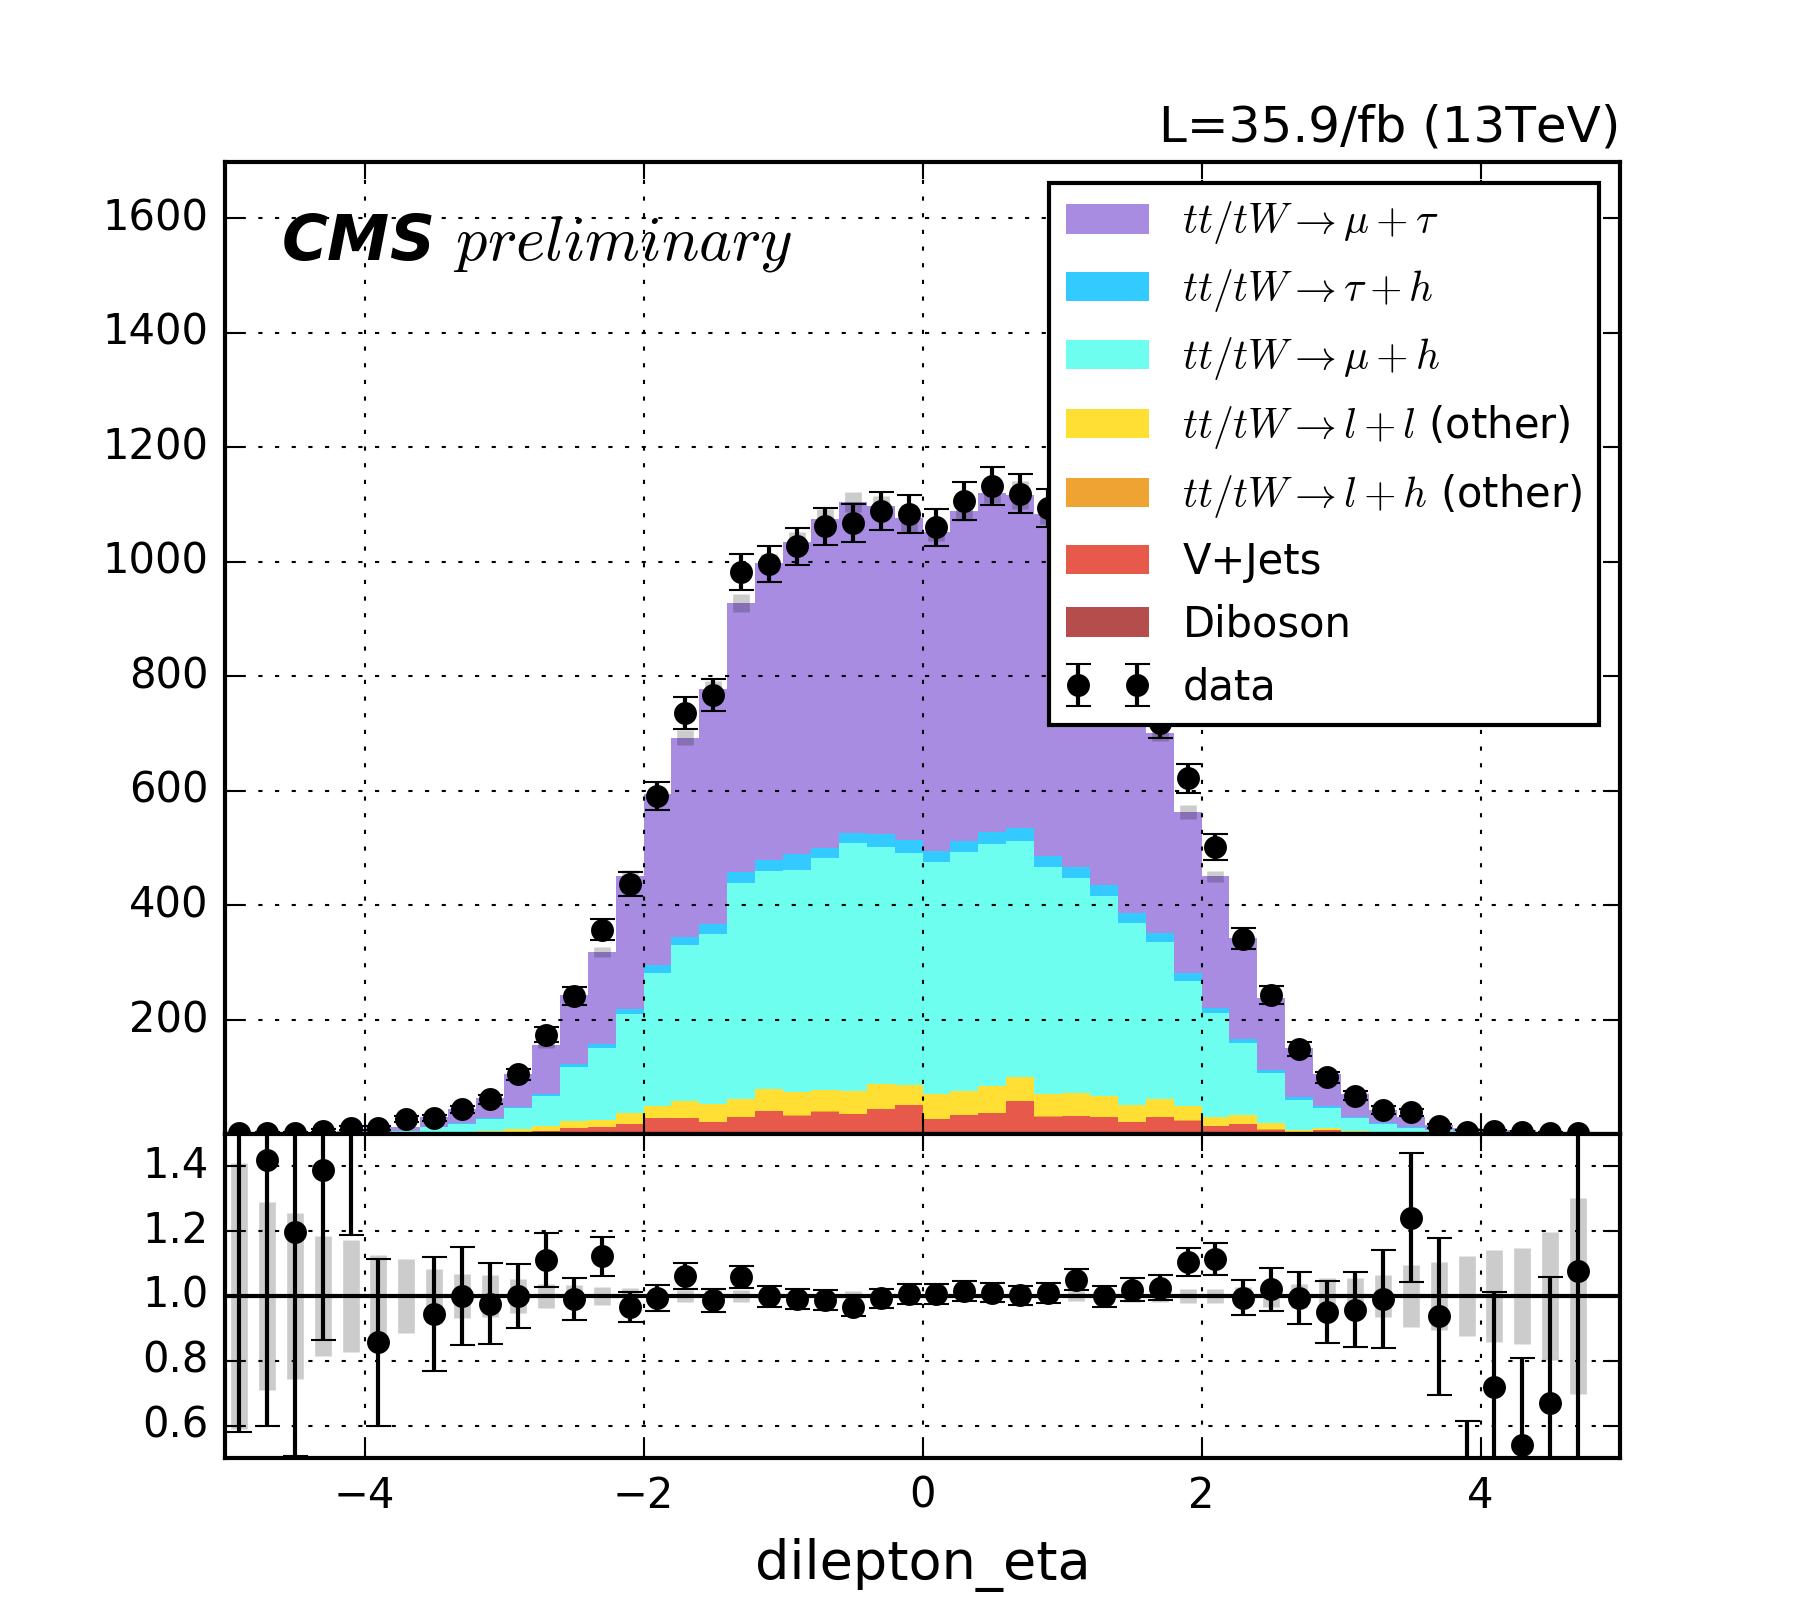 L=35.9/fb (13TeV)
CMS preliminary
1600
1400
1200
1000
800
600
400
200
tt/tW→μ+τ
tt/tW→τ+h
tt/tW→μ+h
tt/tW→l+l (other)
tt/tW→l+h (other)
V+Jets
Diboson
data
1.4
1.2
1.0
0.8
0.6
−4 −2 0 2 4
dilepton_eta